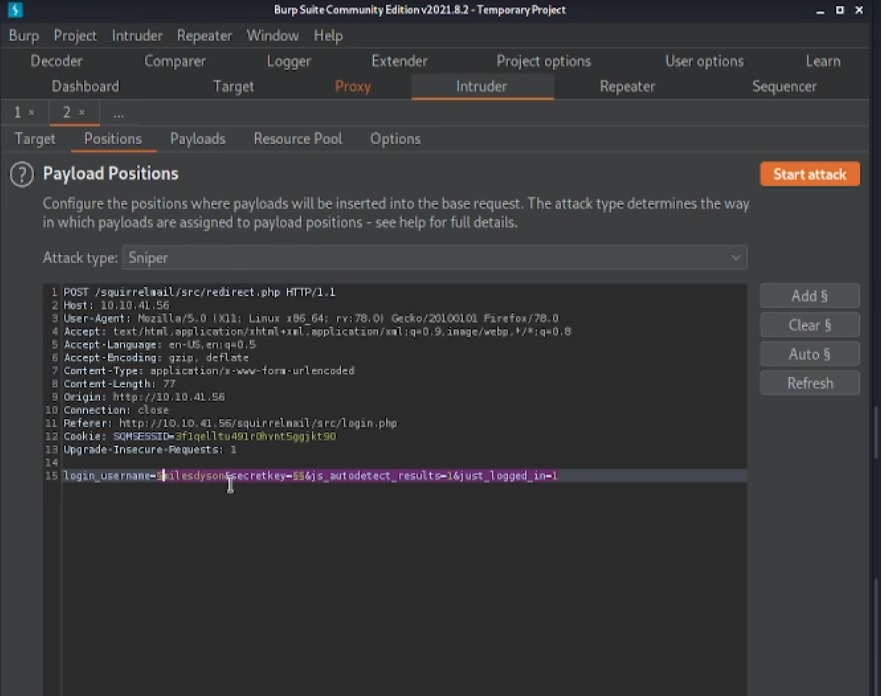 Burp Suite Community Edition v2021.8.2 - Temporary Project
Burp Project Intruder Repeater Window Help
Decoder Comparer Logger Extender Project options User options Learn
Dashboard Target Proxy Intruder Repeater Sequencer
1 × 2 × ...
Target Positions Payloads Resource Pool Options
? Payload Positions
Start attack
Configure the positions where payloads will be inserted into the base request. The attack type determines the way
in which payloads are assigned to payload positions - see help for full details.
Attack type: Sniper
1 POST /squirrelmail/src/redirect.php HTTP/1.1
2 Host: 10.10.41.56
3 User-Agent: Mozilla/5.0 (X11; Linux x86_64; rv:78.0) Gecko/20100101 Firefox/78.0
4 Accept: text/html,application/xhtml+xml,application/xml;q=0.9,image/webp,*/*;q=0.8
5 Accept-Language: en-US,en;q=0.5
6 Accept-Encoding: gzip, deflate
7 Content-Type: application/x-www-form-urlencoded
8 Content-Length: 77
9 Origin: http://10.10.41.56
10 Connection: close
11 Referer: http://10.10.41.56/squirrelmail/src/login.php
12 Cookie: SQMSESSID=3f1qelltu491r0hvnt5ggjkt90
13 Upgrade-Insecure-Requests: 1
14
15 login_username=§milesdyson&secretkey=§§&js_autodetect_results=1&just_logged_in=1
Add §
Clear §
Auto §
Refresh